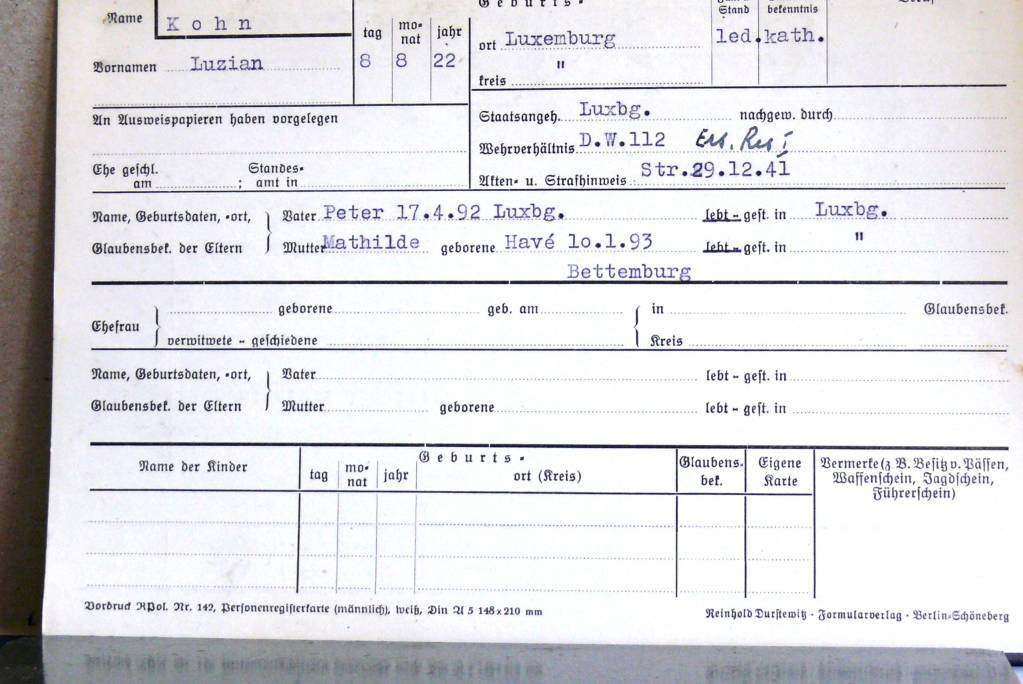 Geburts-
Name Kohn
Stand bekenntnis
tag monat jahr
ort Luxemburg led. kath.
Vornamen Luzian 8 8 22 "
kreis
Staatsangeh. Luxbg. nachgew. durch
An Ausweispapieren haben vorgelegen
Wehrverhältnis D.W.112 Ers. Res I
Ehe geschl. Standes-
am ; amt in
Akten- u. Strafhinweis Str.29.12.41
Name, Geburtsdaten, -ort, Vater Peter 17.4.92 Luxbg. lebt - gest. in Luxbg.
Glaubensbek. der Eltern Mutter Mathilde geborene Havé 10.1.93 lebt - gest. in "
Bettemburg
geborene geb. am in Glaubensbek.
Ehefrau
verwitwete - geschiedene Kreis
Name, Geburtsdaten, -ort, Vater lebt - gest. in
Glaubensbek. der Eltern Mutter geborene lebt - gest. in
Name der Kinder Geburts- Glaubens- Eigene Vermerke (z. B. Besitz v. Pässen,
tag monat jahr ort (Kreis) bek. Karte Waffenschein, Jagdschein,
Führerschein)
Vordruck RPol. Nr. 142, Personenregisterkarte (männlich), weiß, Din A 5 148x210 mm Reinhold Durstewitz · Formularverlag · Berlin-Schöneberg